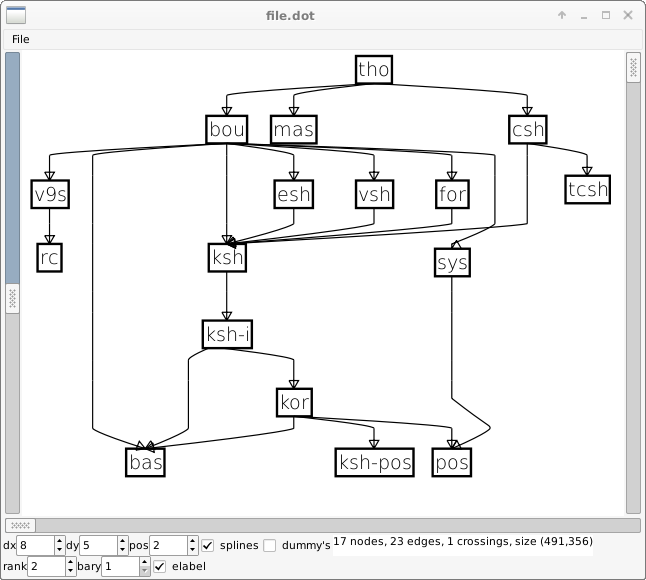 file.dot
File
tho
bou mas csh
v9s esh vsh for tcsh
rc ksh sys
ksh-i
kor
bas ksh-pos pos
dx 8 dy 5 pos 2 splines dummy's 17 nodes, 23 edges, 1 crossings, size (491,356)
rank 2 bary 1 elabel